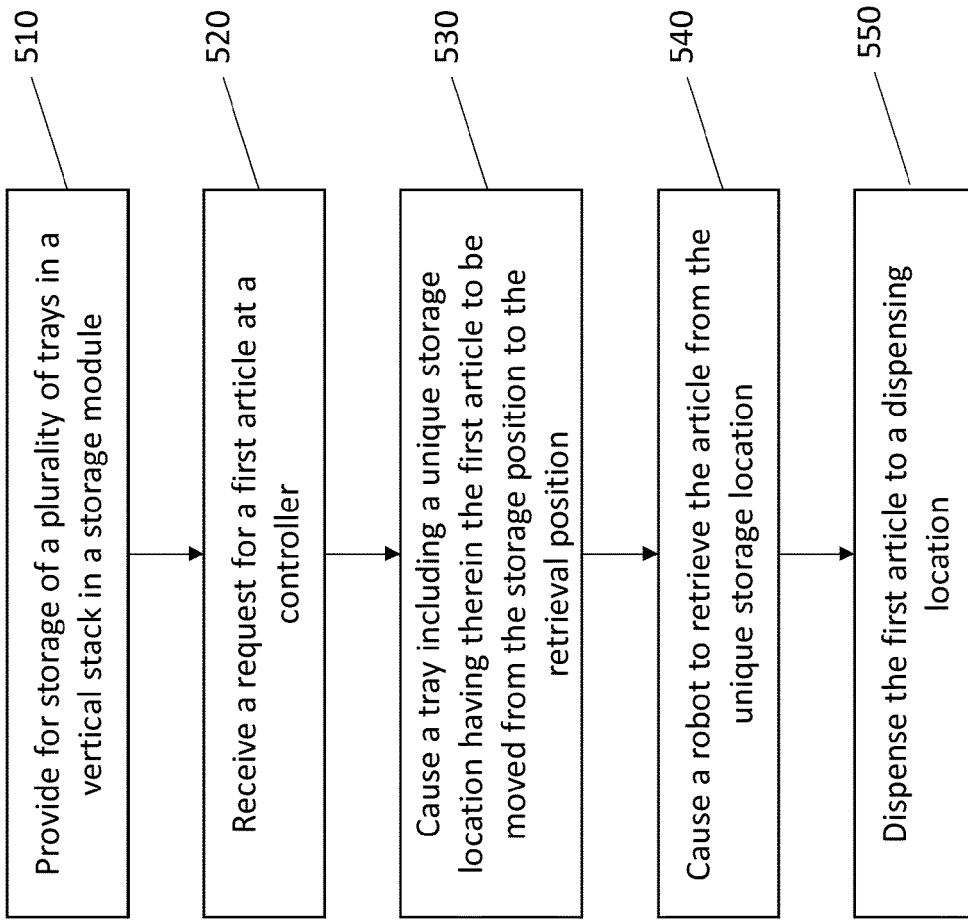 Provide for storage of a plurality of trays in a
vertical stack in a storage module
510
Receive a request for a first article at a
controller
520
Cause a tray including a unique storage
location having therein the first article to be
moved from the storage position to the
retrieval position
530
Cause a robot to retrieve the article from the
unique storage location
540
Dispense the first article to a dispensing
location
550